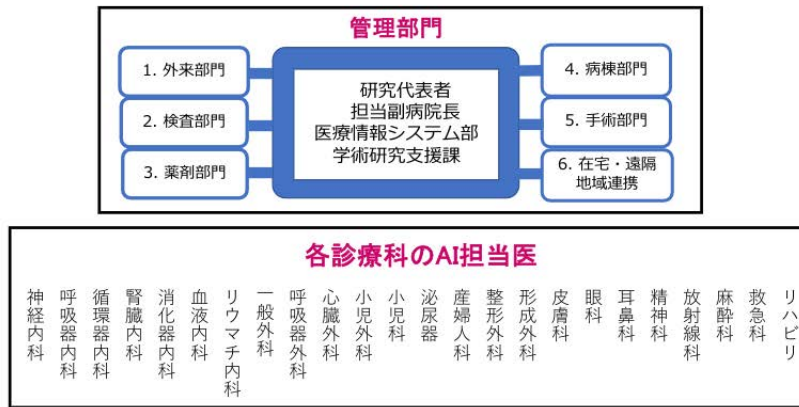 管理部門
1. 外来部門
2. 検査部門
3. 薬剤部門
研究代表者
担当副病院長
医療情報システム部
学術研究支援課
4. 病棟部門
5. 手術部門
6. 在宅・遠隔
地域連携
各診療科のAI担当医
神経内科
呼吸器内科
循環器内科
腎臓内科
消化器内科
血液内科
リウマチ内科
一般外科
呼吸器外科
心臓外科
小児外科
小児科
泌尿器
産婦人科
整形外科
形成外科
皮膚科
眼科
耳鼻科
精神科
放射線科
麻酔科
救急科
リハビリ